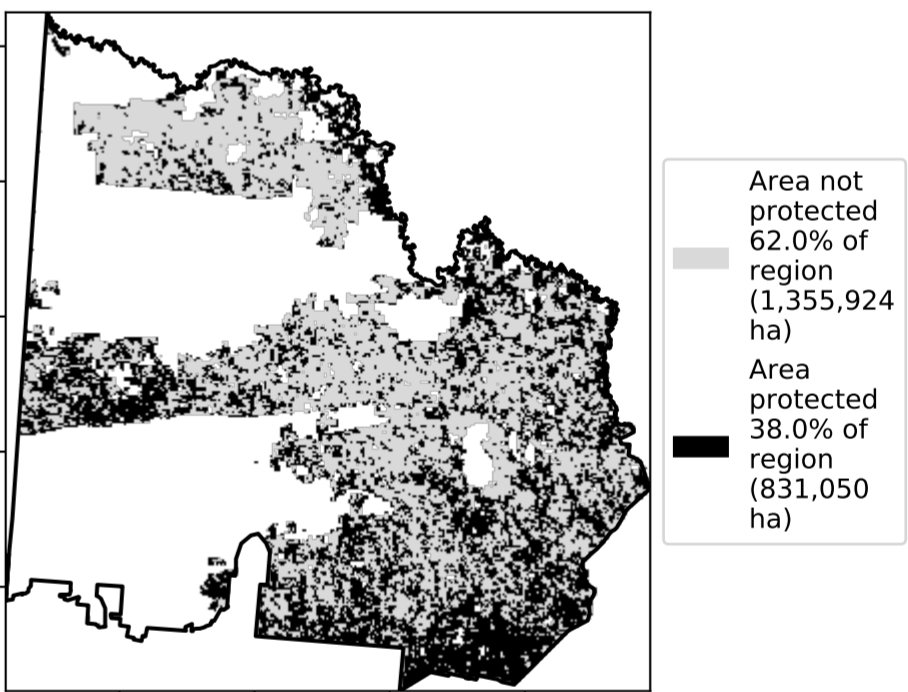 Area not
protected
62.0% of
region
(1,355,924
ha)
Area
protected
38.0% of
region
(831,050
ha)